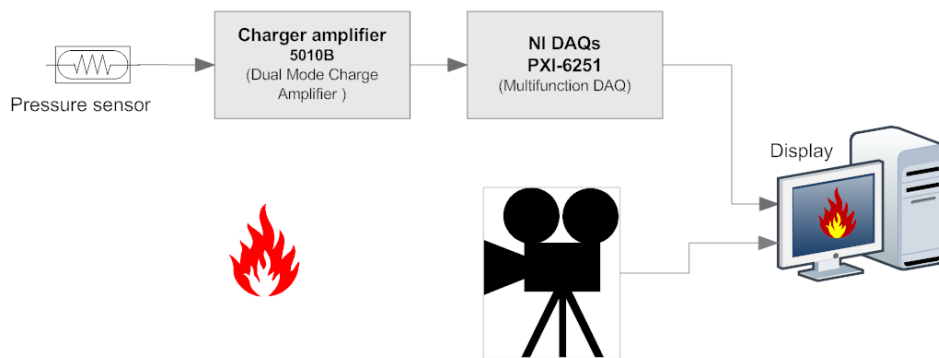 Pressure sensor
Charger amplifier
5010B
(Dual Mode Charge
Amplifier )
NI DAQs
PXI-6251
(Multifunction DAQ)
Display